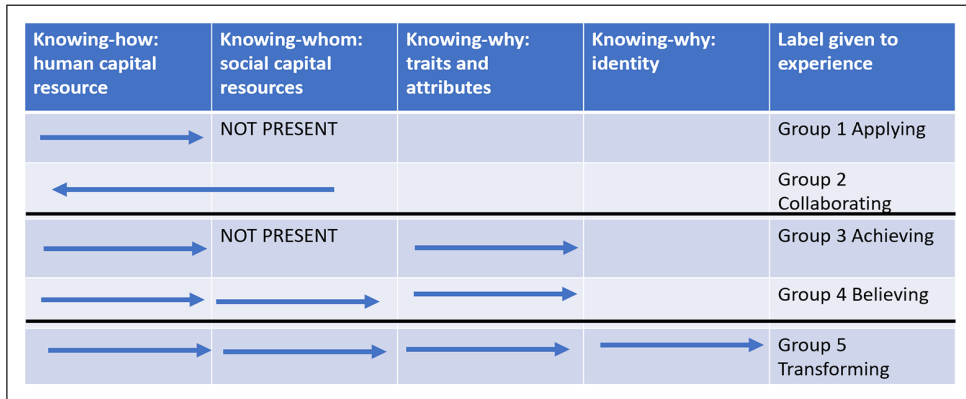 Knowing-how:
human capital
resource
Knowing-whom:
social capital
resources
Knowing-why:
traits and
attributes
Knowing-why:
identity
Label given to
experience
NOT PRESENT
Group 1 Applying
Group 2
Collaborating
NOT PRESENT
Group 3 Achieving
Group 4 Believing
Group 5
Transforming